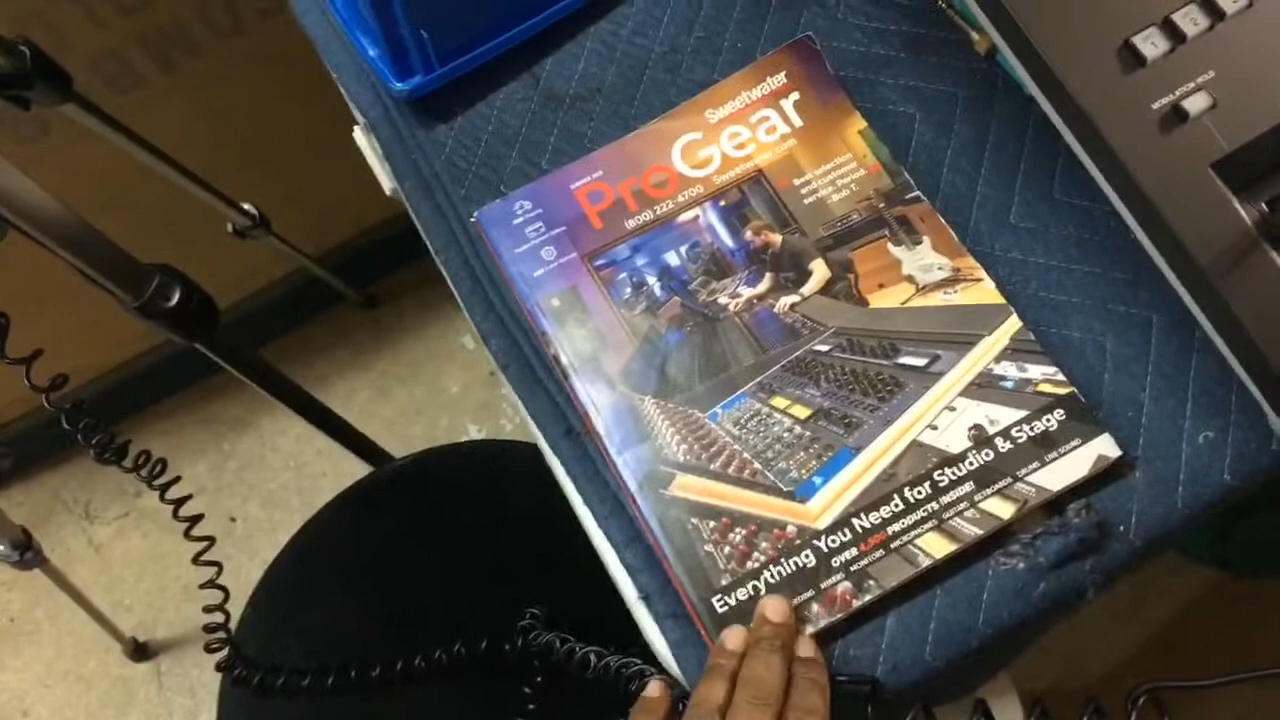 Sweetwater
ProGear
(800) 222-4700 Sweetwater.com
Best selection
and customer
service. Period.
-Bob T.
Everything You Need for Studio & Stage
OVER 4,500 PRODUCTS INSIDE!
MIXERS MONITORS MICROPHONES GUITARS KEYBOARDS DRUMS LIVE SOUND
MODULATION HOLD
1
2